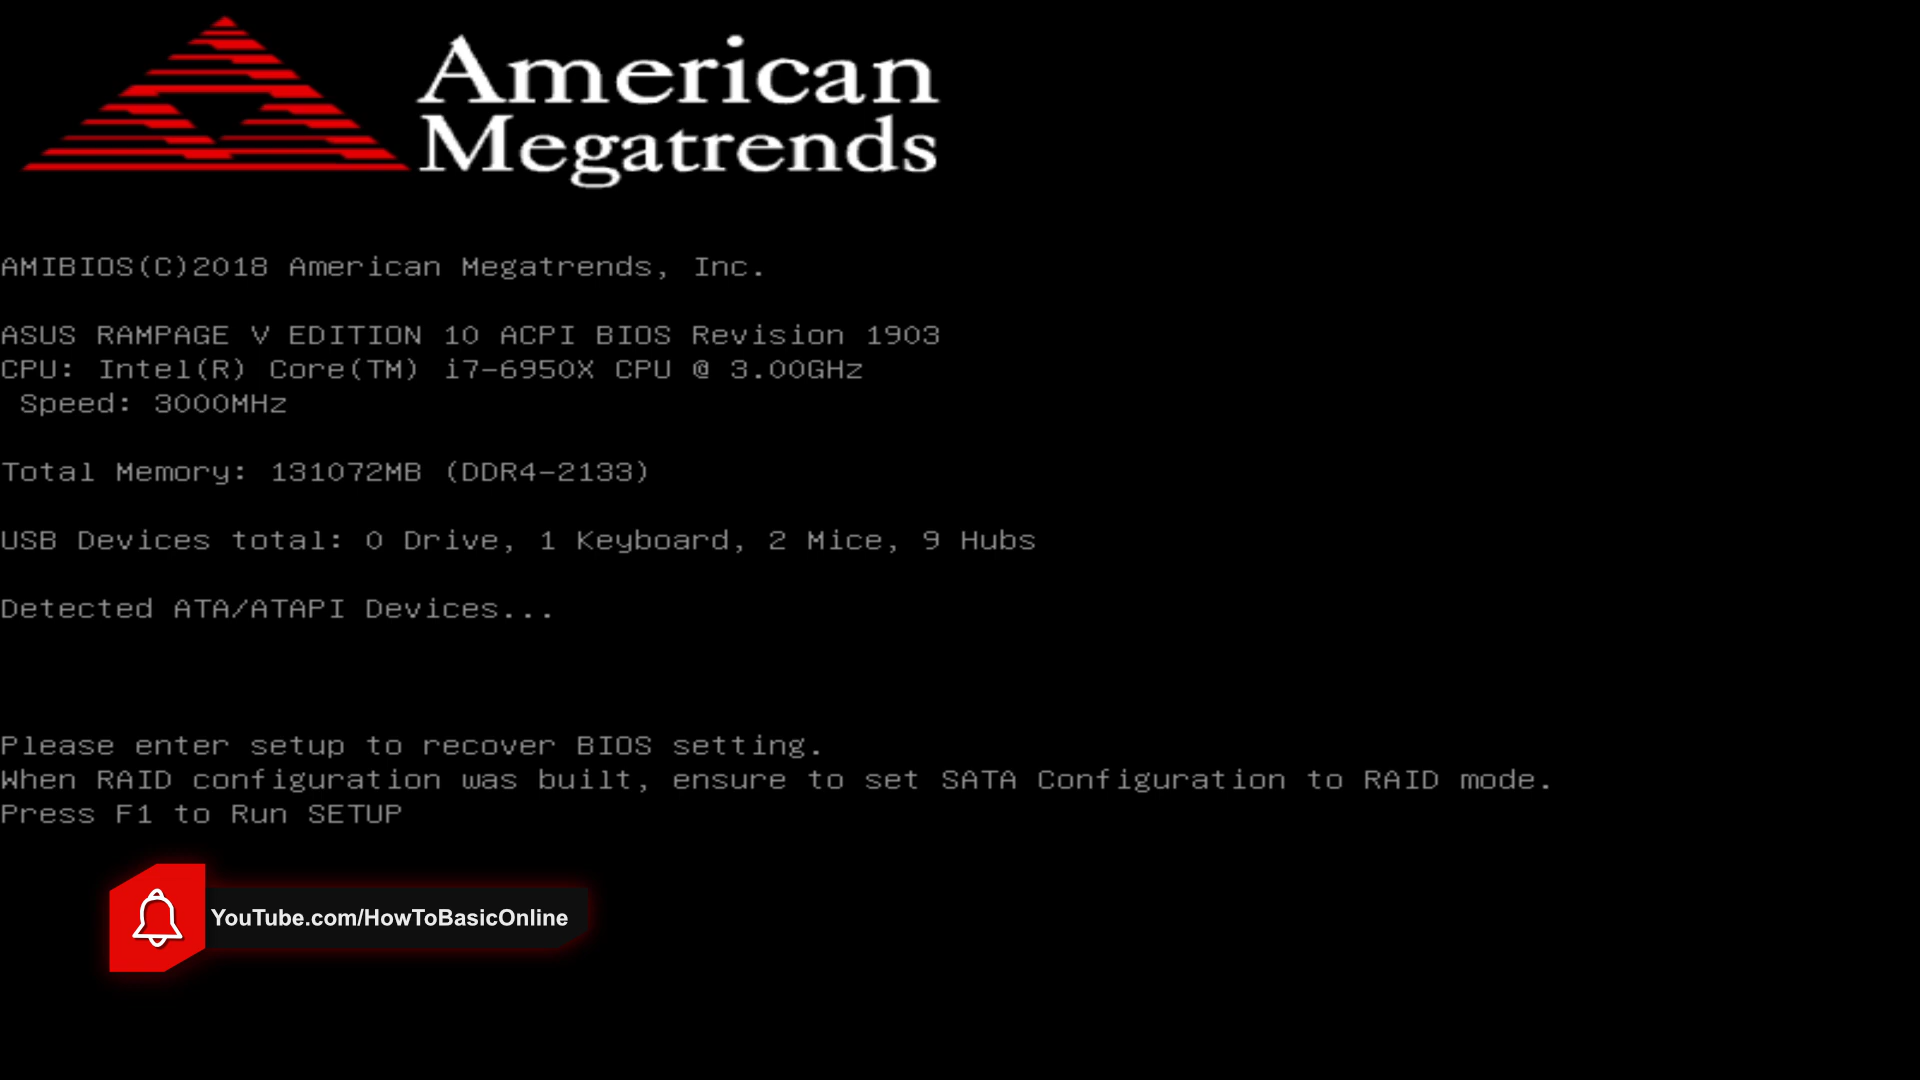 American
Megatrends
AMIBIOS(C)2018 American Megatrends, Inc.
ASUS RAMPAGE V EDITION 10 ACPI BIOS Revision 1903
CPU: Intel(R) Core(TM) i7-6950X CPU @ 3.00GHz
Speed: 3000MHz
Total Memory: 131072MB (DDR4-2133)
USB Devices total: 0 Drive, 1 Keyboard, 2 Mice, 9 Hubs
Detected ATA/ATAPI Devices...
Please enter setup to recover BIOS setting.
When RAID configuration was built, ensure to set SATA Configuration to RAID mode.
Press F1 to Run SETUP
YouTube.com/HowToBasicOnline